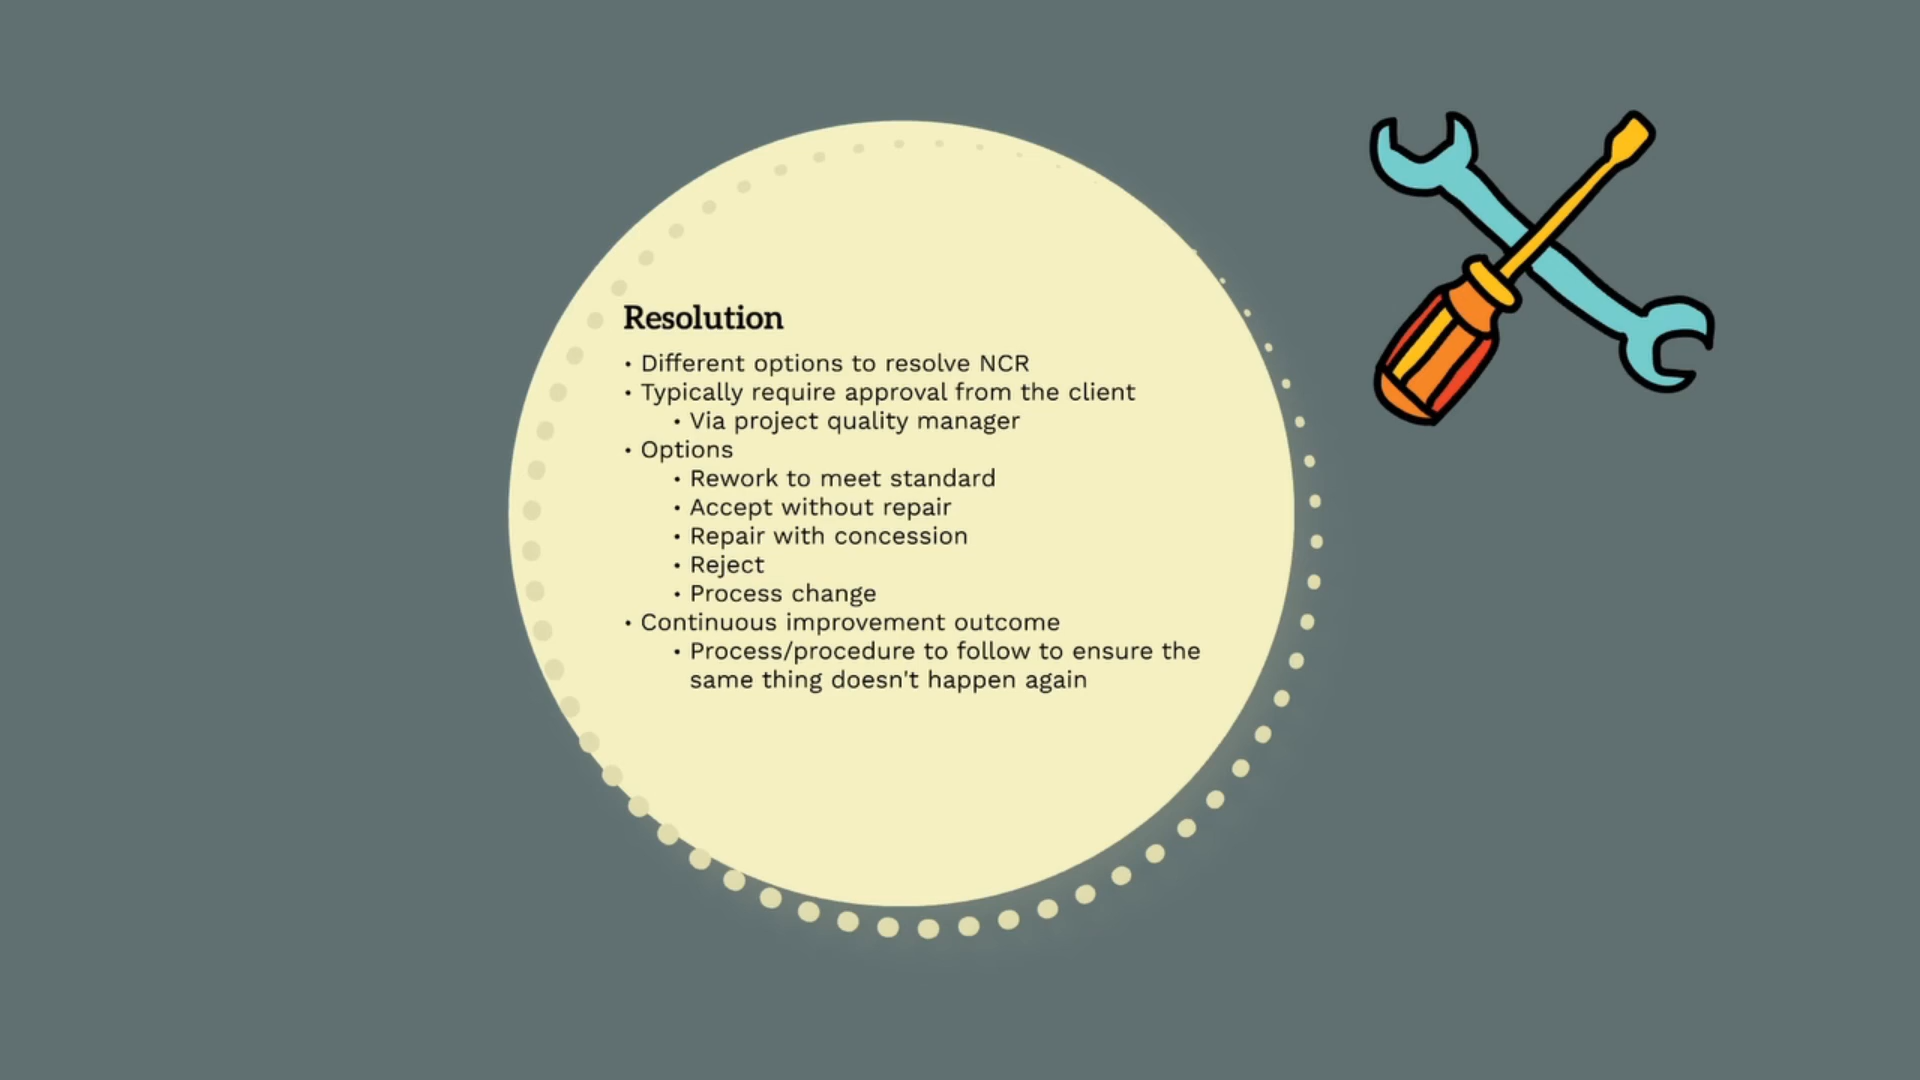 Resolution
• Different options to resolve NCR
• Typically require approval from the client
• Via project quality manager
• Options
• Rework to meet standard
• Accept without repair
• Repair with concession
• Reject
• Process change
• Continuous improvement outcome
• Process/procedure to follow to ensure the
same thing doesn't happen again